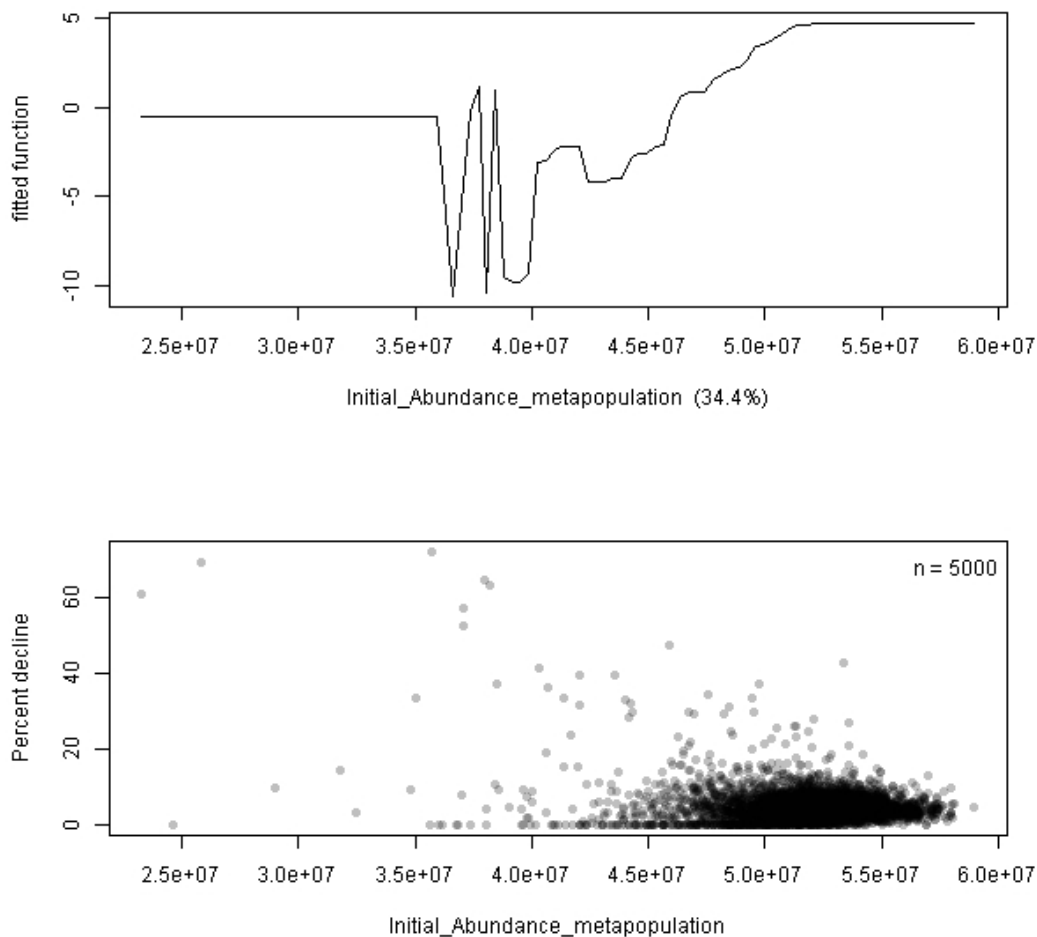 5
0
-5
-10
fitted function
2.5e+07 3.0e+07 3.5e+07 4.0e+07 4.5e+07 5.0e+07 5.5e+07 6.0e+07
Initial_Abundance_metapopulation (34.4%)
n = 5000
60
40
20
0
Percent decline
2.5e+07 3.0e+07 3.5e+07 4.0e+07 4.5e+07 5.0e+07 5.5e+07 6.0e+07
Initial_Abundance_metapopulation